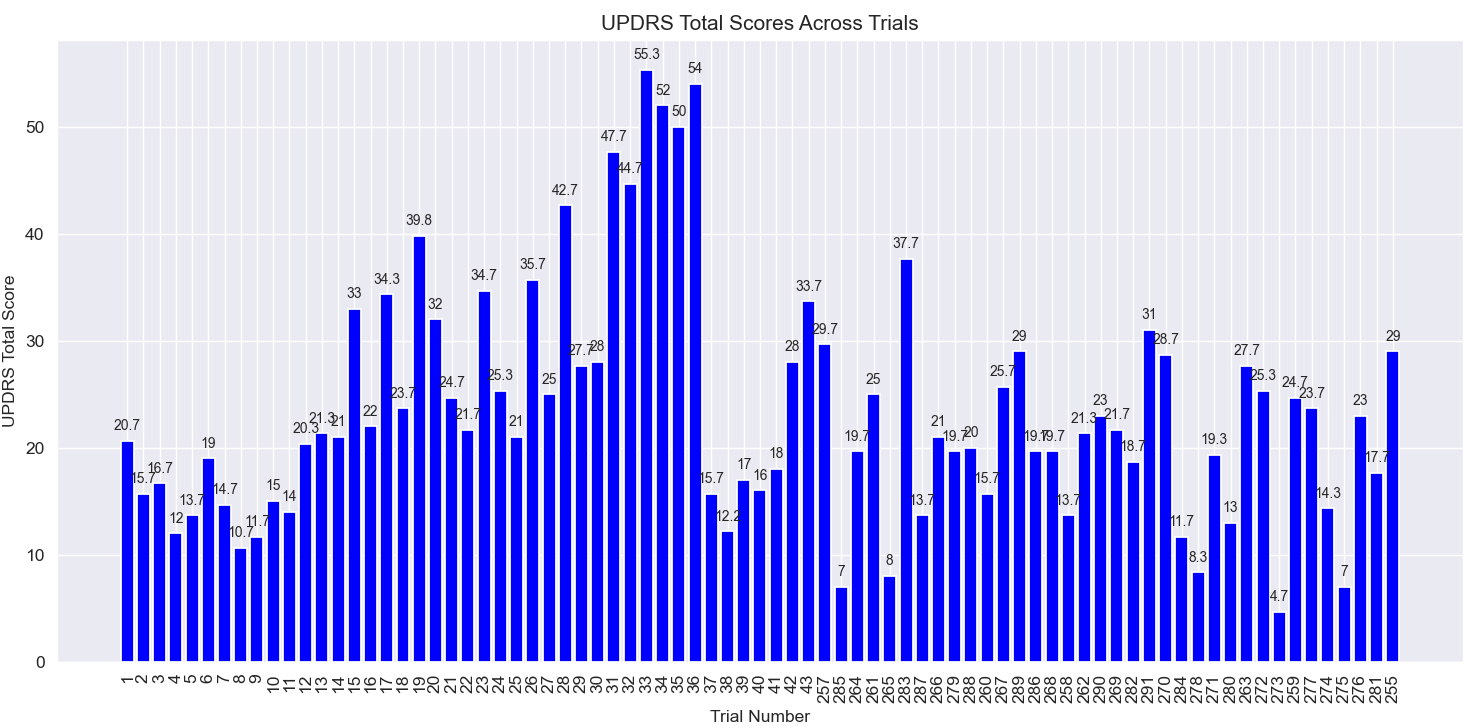 UPDRS Total Scores Across Trials
UPDRS Total Score
50
40
30
20
10
0
20.7 15.7 16.7 12 13.7 19 14.7 10.7 11.7 15 14 20.3 21.3 21 33 22 34.3 23.7 39.8 32 24.7 21.7 34.7 25.3 21 35.7 25 42.7 27.7 28 47.7 44.7 55.3 52 50 54 15.7 12.2 17 16 18 28 33.7 29.7 7 19.7 25 8 37.7 13.7 21 19.7 20 15.7 25.7 29 19.7 19.7 13.7 21.3 23 21.7 18.7 31 28.7 11.7 8.3 19.3 13 27.7 25.3 4.7 24.7 23.7 14.3 7 23 17.7 29
1 2 3 4 5 6 7 8 9 10 11 12 13 14 15 16 17 18 19 20 21 22 23 24 25 26 27 28 29 30 31 32 33 34 35 36 37 38 39 40 41 42 43 257 285 264 261 265 283 287 266 279 288 260 267 289 286 268 258 262 290 269 282 291 270 284 278 271 280 263 272 273 259 277 274 275 276 281 255
Trial Number